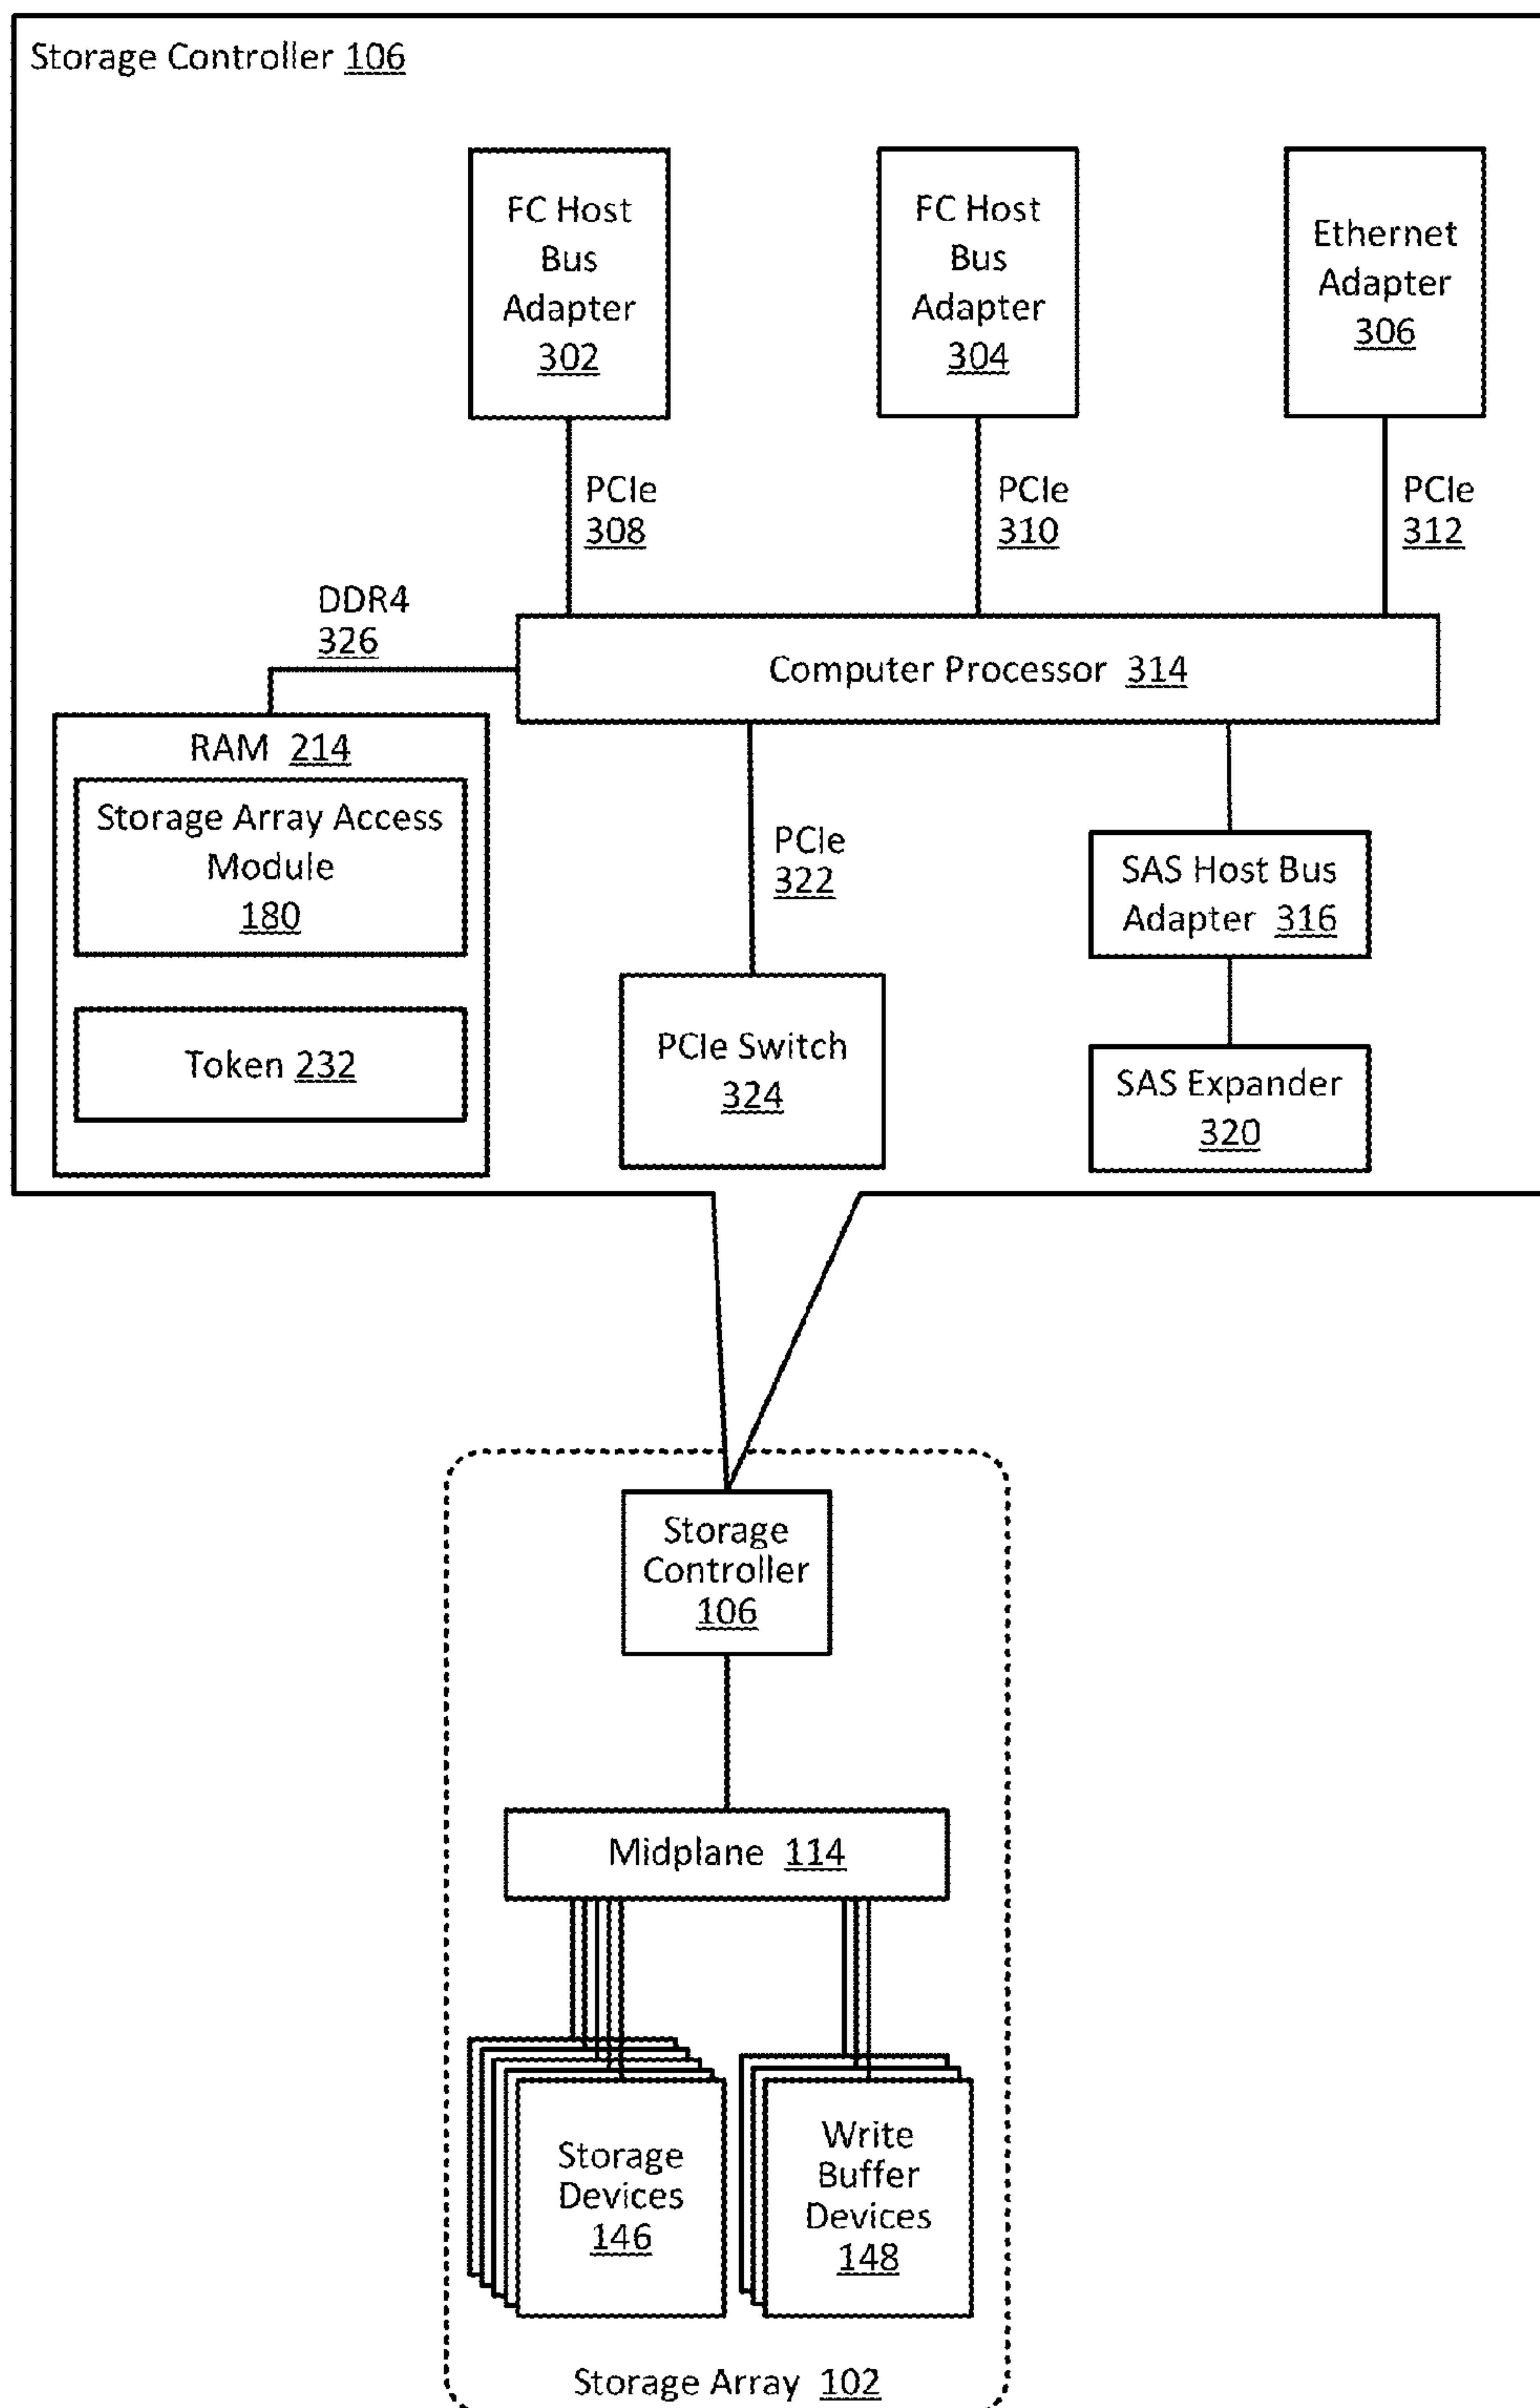 Storage Controller 106
FC Host
Bus
Adapter
302
FC Host
Bus
Adapter
304
Ethernet
Adapter
306
PCIe
308
PCIe
310
PCIe
312
DDR4
326
Computer Processor 314
RAM 214
Storage Array Access
Module
180
Token 232
PCIe
322
PCIe Switch
324
SAS Host Bus
Adapter 316
SAS Expander
320
Storage
Controller
106
Midplane 114
Storage
Devices
146
Write
Buffer
Devices
148
Storage Array 102